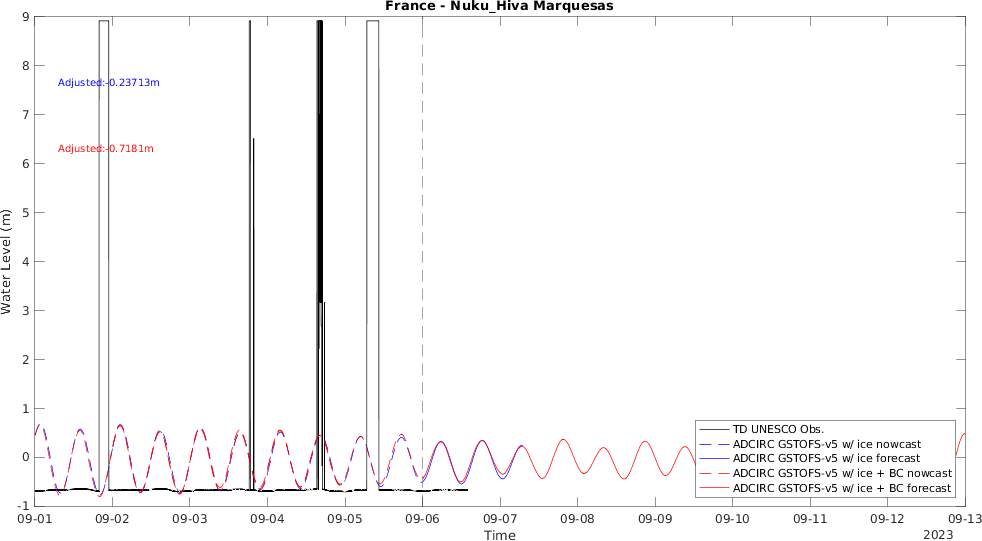 France - Nuku_Hiva Marquesas
9
8
7
6
5
4
3
2
1
0
-1
Water Level (m)
Adjusted:-0.23713m
Adjusted:-0.7181m
TD UNESCO Obs.
ADCIRC GSTOFS-v5 w/ ice nowcast
ADCIRC GSTOFS-v5 w/ ice forecast
ADCIRC GSTOFS-v5 w/ ice + BC nowcast
ADCIRC GSTOFS-v5 w/ ice + BC forecast
09-01 09-02 09-03 09-04 09-05 09-06 09-07 09-08 09-09 09-10 09-11 09-12 09-13
Time
2023